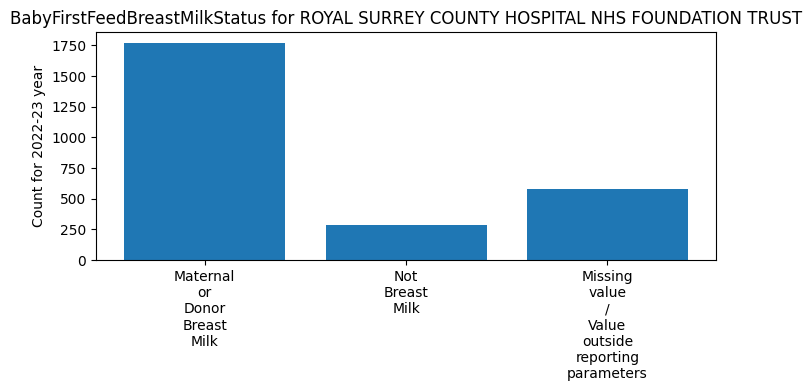 BabyFirstFeedBreastMilkStatus for ROYAL SURREY COUNTY HOSPITAL NHS FOUNDATION TRUST
Count for 2022-23 year
1750
1500
1250
1000
750
500
250
0
Maternal
or
Donor
Breast
Milk
Not
Breast
Milk
Missing
value
/
Value
outside
reporting
parameters